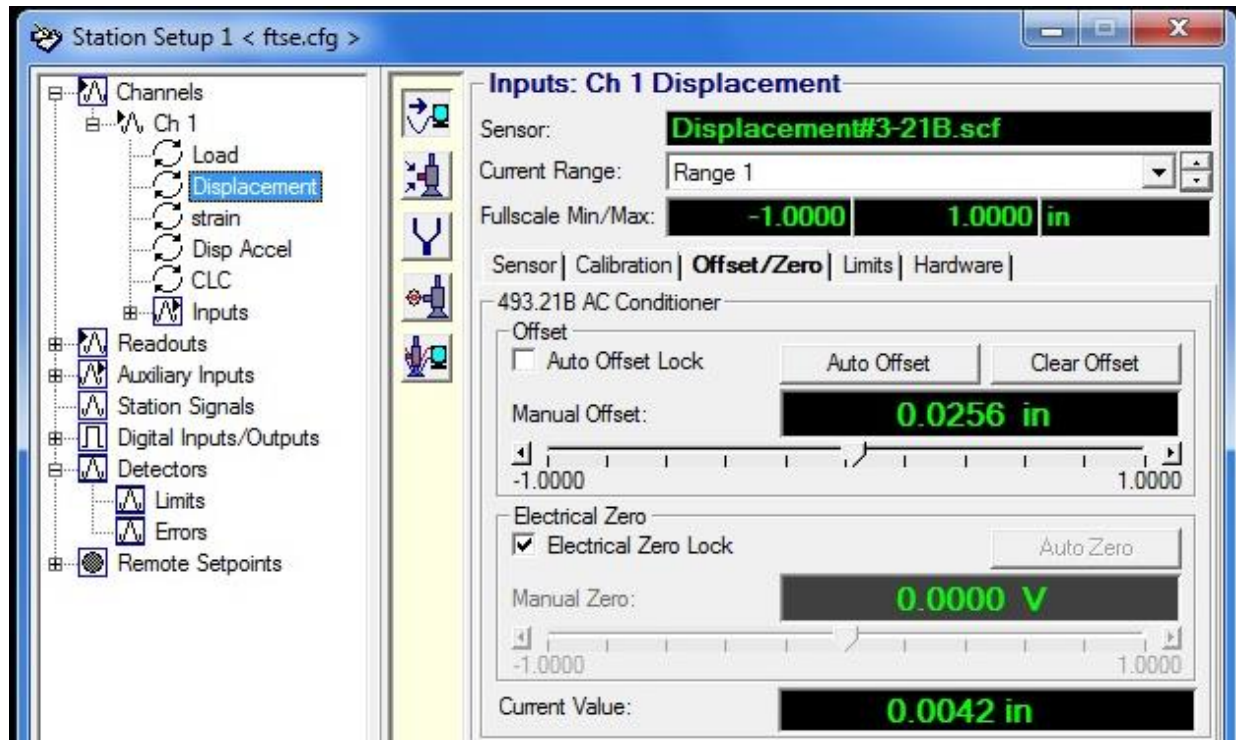 Station Setup 1 < ftse.cfg >
Channels
Ch 1
Load
Displacement
strain
Disp Accel
CLC
Inputs
Readouts
Auxiliary Inputs
Station Signals
Digital Inputs/Outputs
Detectors
Limits
Errors
Remote Setpoints
Inputs: Ch 1 Displacement
Sensor: Displacement#3-21B.scf
Current Range: Range 1
Fullscale Min/Max: -1.0000 1.0000 in
Sensor Calibration Offset/Zero Limits Hardware
493.21B AC Conditioner
Offset
Auto Offset Lock Auto Offset Clear Offset
Manual Offset: 0.0256 in
-1.0000 1.0000
Electrical Zero
Electrical Zero Lock Auto Zero
Manual Zero: 0.0000 V
-1.0000 1.0000
Current Value: 0.0042 in